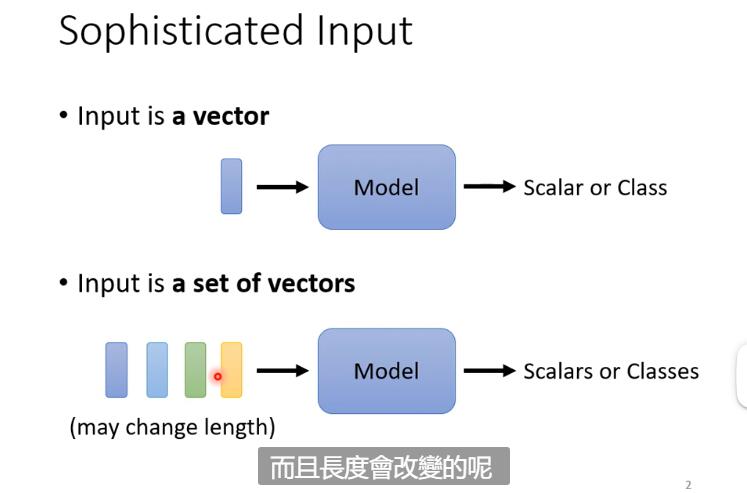 Sophisticated Input
• Input is a vector
Model
Scalar or Class
• Input is a set of vectors
Model
Scalars or Classes
(may change length)
而且長度會改變的呢
2